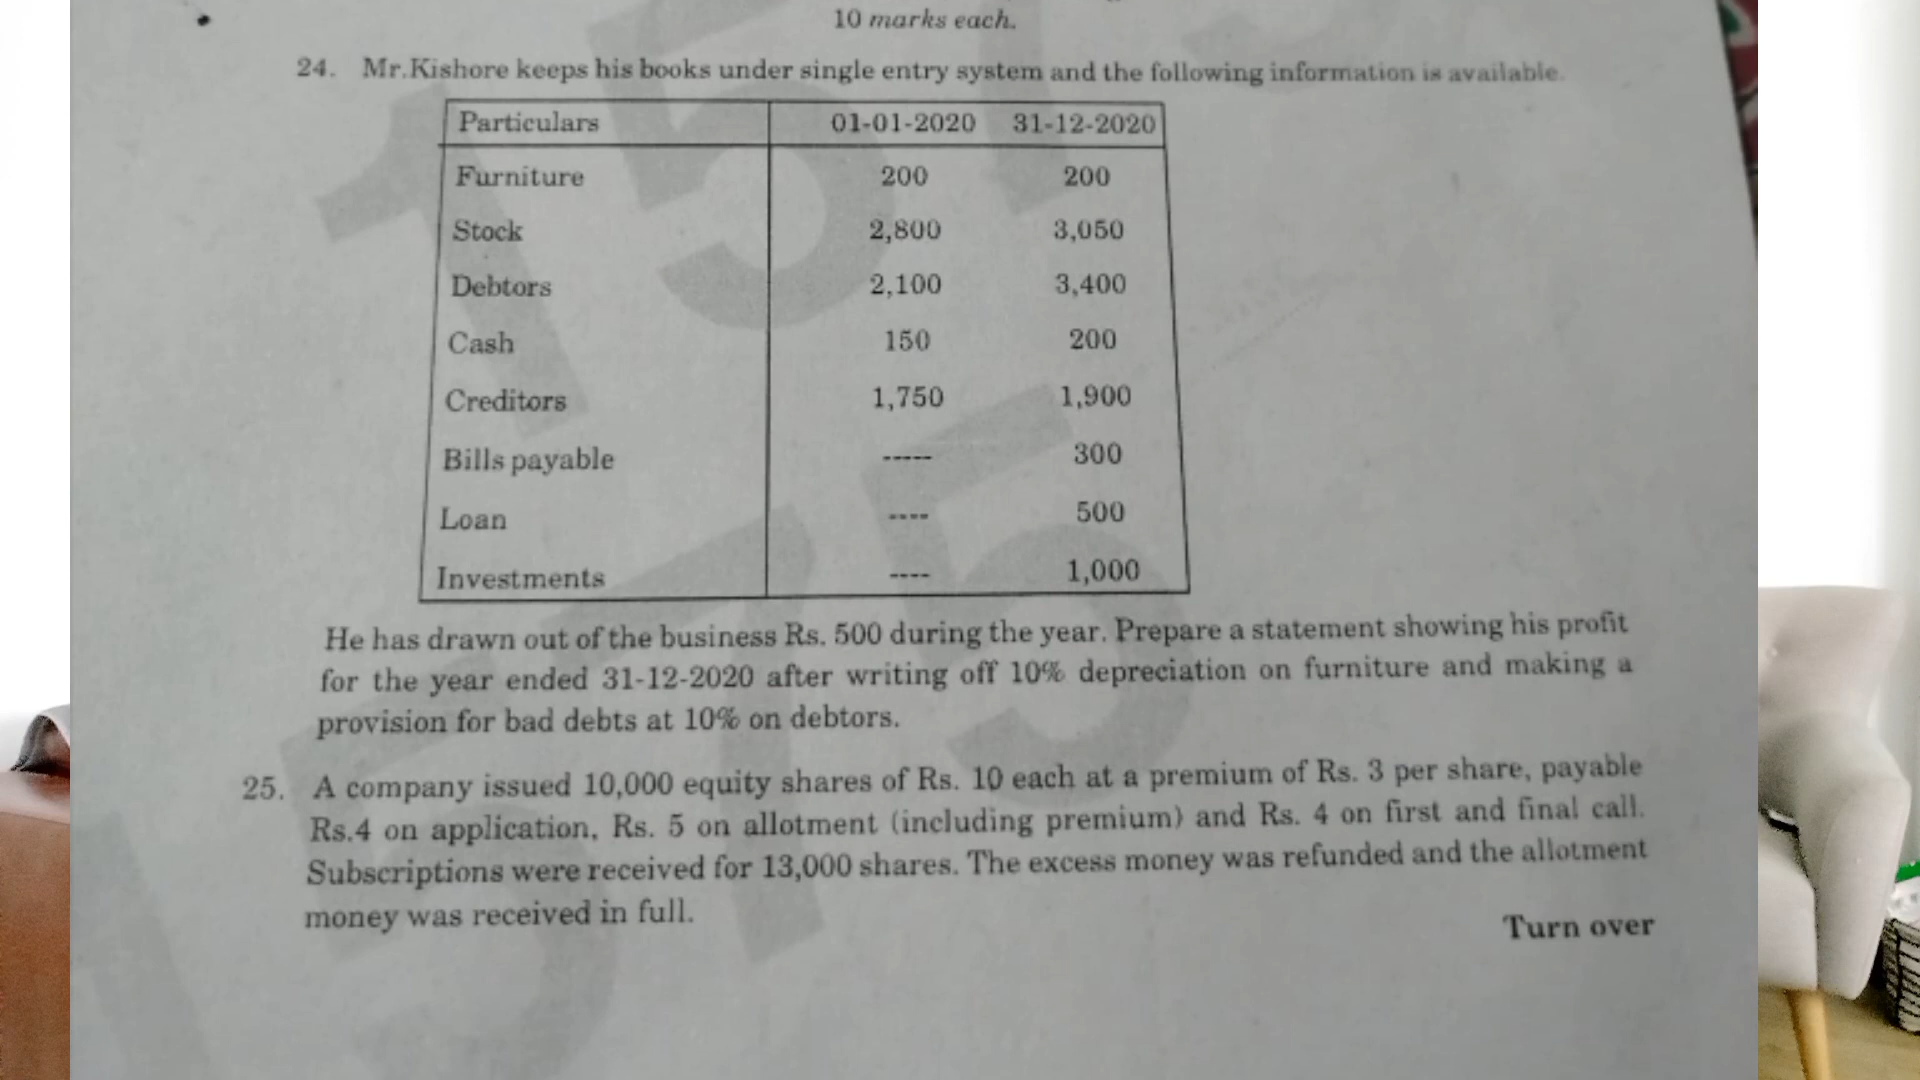 10 marks each.
24. Mr.Kishore keeps his books under single entry system and the following information is available.
Particulars 01-01-2020 31-12-2020
Furniture 200 200
Stock 2,800 3,050
Debtors 2,100 3,400
Cash 150 200
Creditors 1,750 1,900
Bills payable ----- 300
Loan ---- 500
Investments ---- 1,000
He has drawn out of the business Rs. 500 during the year. Prepare a statement showing his profit
for the year ended 31-12-2020 after writing off 10% depreciation on furniture and making a
provision for bad debts at 10% on debtors.
25. A company issued 10,000 equity shares of Rs. 10 each at a premium of Rs. 3 per share, payable
Rs.4 on application, Rs. 5 on allotment (including premium) and Rs. 4 on first and final call.
Subscriptions were received for 13,000 shares. The excess money was refunded and the allotment
money was received in full.
Turn over